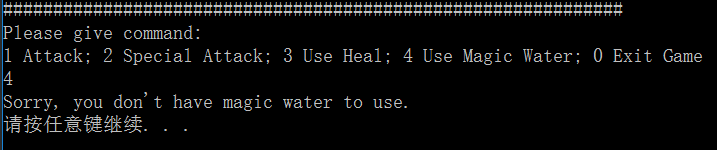 ##############################################################
Please give command:
1 Attack; 2 Special Attack; 3 Use Heal; 4 Use Magic Water; 0 Exit Game
4
Sorry, you don't have magic water to use.
请按任意键继续. . .